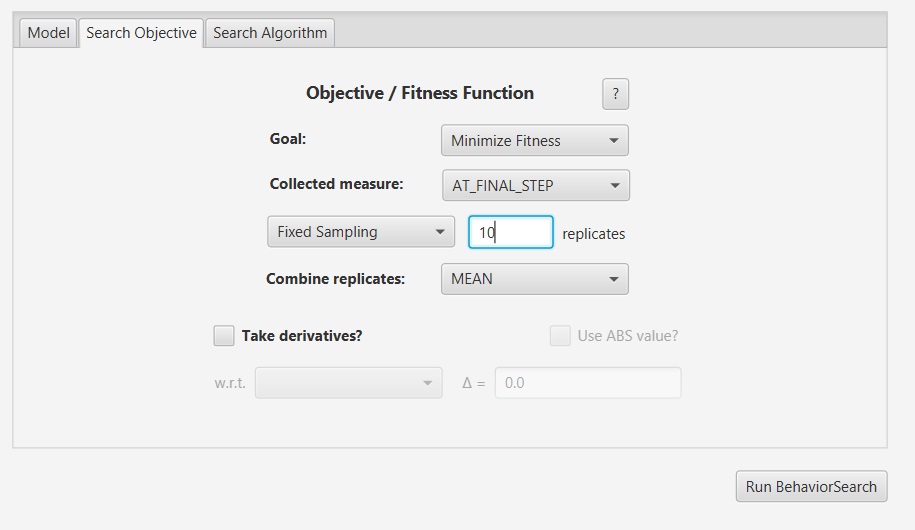 Model Search Objective Search Algorithm
Objective / Fitness Function ?
Goal: Minimize Fitness
Collected measure: AT_FINAL_STEP
Fixed Sampling 10 replicates
Combine replicates: MEAN
Take derivatives? Use ABS value?
w.r.t. Δ = 0.0
Run BehaviorSearch